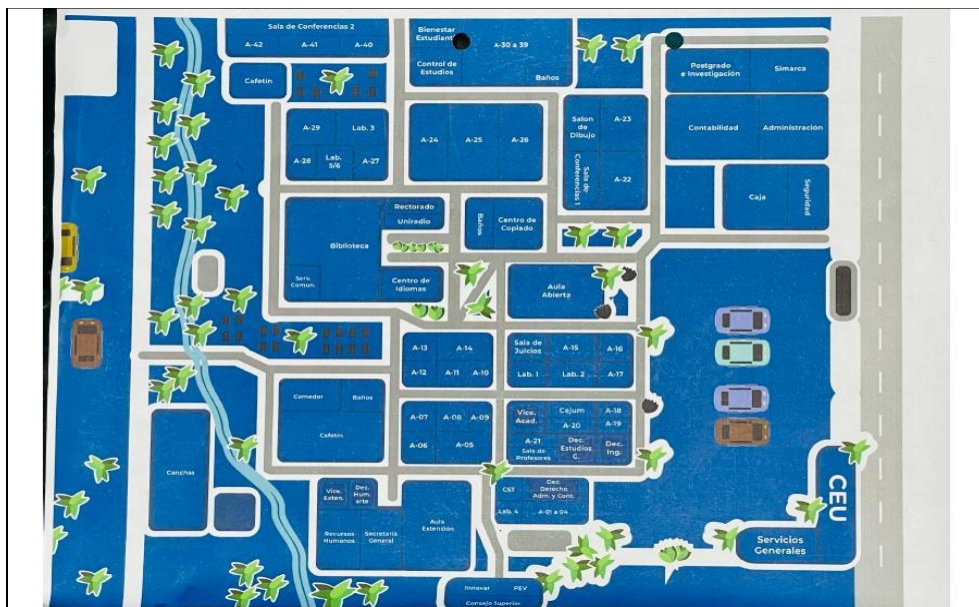 Sala de Conferencias 2
A-42 A-41 A-40
Bienestar
Estudiant
A-30 a 39
Control de
Estudios
Baños
Postgrado
e Investigación
Simarca
Cafetín
A-29 Lab. 3
A-28 Lab.
5/6 A-27
A-24 A-25 A-26
Salon
de
Dibujo
A-23
Sala de
Conferencias 1
A-22
Contabilidad Administración
Caja
Seguridad
Rectorado
Uniradio
Biblioteca
Serv.
Comun.
Centro de
Idiomas
Baños
Centro de
Copiado
Aula
Abierta
A-13 A-14
A-12 A-11 A-10
Sala de
Juicios
A-15 A-16
Lab. 1 Lab. 2 A-17
Comedor Baños
Cafetín
A-07 A-08 A-09
A-06 A-05
Vice.
Acad.
Cejum A-18
A-20 A-19
A-21
Sala de
Profesores
Dec.
Estudios
G.
Dec.
Ing.
Canchas
Vice.
Exten.
Dec.
Hum.
arte
Recursos
Humanos
Secretaría
General
Aula
Extensión
CST
Dec.
Derecho
Adm. y Cont.
Lab. 4 A-01 a 04
CEU
Servicios
Generales
Innovar PEV
Consejo Superior